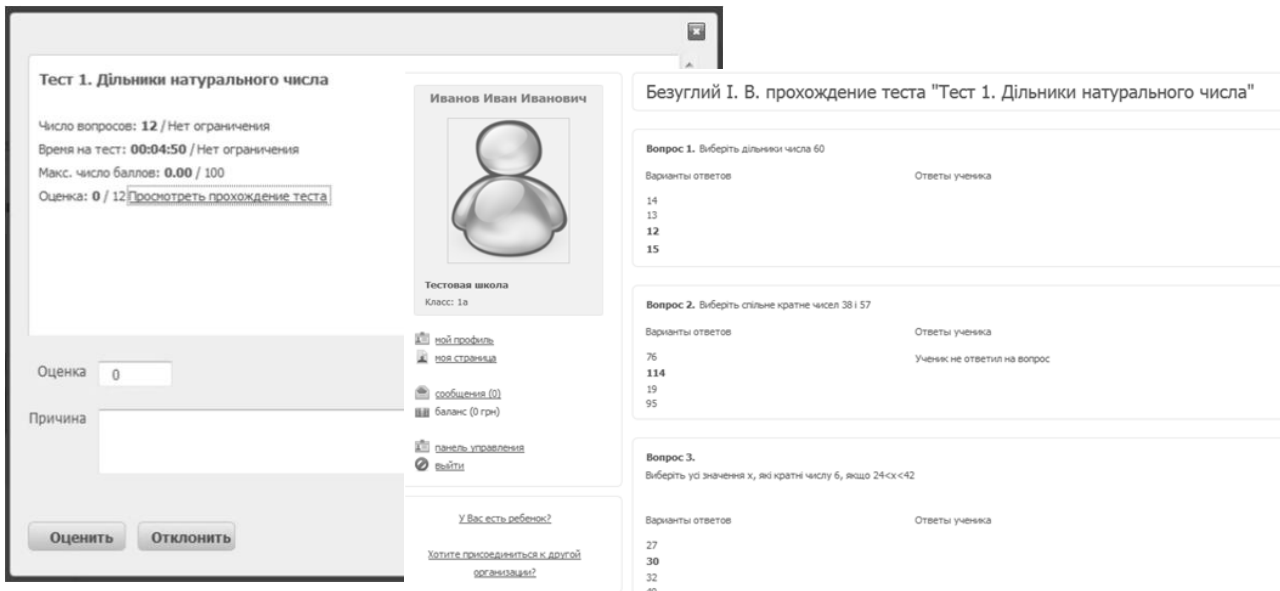 Тест 1. Дільники натурального числа
Число вопросов: 12 / Нет ограничения
Время на тест: 00:04:50 / Нет ограничения
Макс. число баллов: 0.00 / 100
Оценка: 0 / 12 Просмотреть прохождение теста
Оценка 0
Причина
Оценить Отклонить
Иванов Иван Иванович
Тестовая школа
Класс: 1а
мой профиль
моя страница
сообщения (0)
баланс (0 грн)
панель управления
выйти
У Вас есть ребенок?
Хотите присоединиться к другой
организации?
Безуглий І. В. прохождение теста "Тест 1. Дільники натурального числа"
Вопрос 1. Виберіть дільники числа 60
Варианты ответов Ответы ученика
14
13
12
15
Вопрос 2. Виберіть спільне кратне чисел 38 і 57
Варианты ответов Ответы ученика
76 Ученик не ответил на вопрос
114
19
95
Вопрос 3.
Виберіть усі значення x, які кратні числу 6, якщо 24<x<42
Варианты ответов Ответы ученика
27
30
32